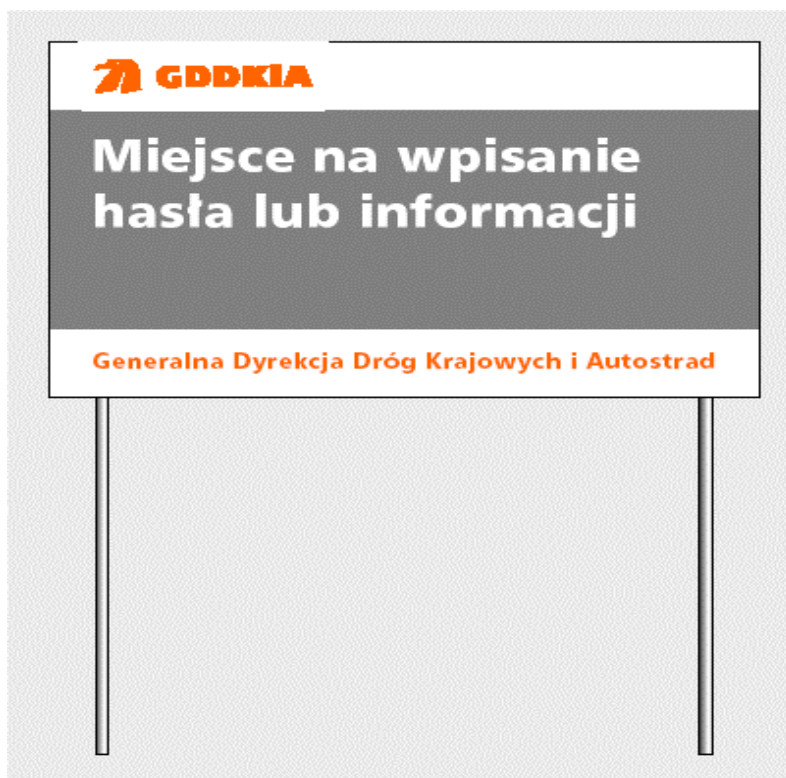 GDDKiA
Miejsce na wpisanie
hasła lub informacji
Generalna Dyrekcja Dróg Krajowych i Autostrad